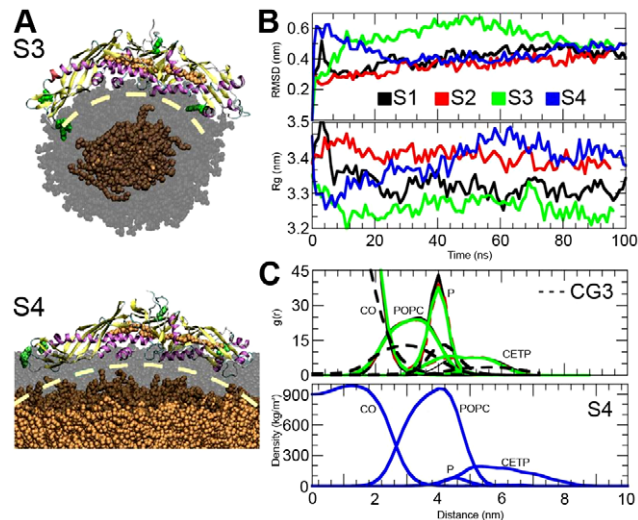 A
S3
S4
B
0.6
0.4
0.2
RMSD (nm)
S1 S2 S3 S4
3.5
3.4
3.3
3.2
Rg (nm)
0 20 40 60 80 100
Time (ns)
C
45
30
15
0
g(r)
CO POPC P CETP
CG3
900
600
300
0
Density (kg/m³)
CO POPC P CETP
S4
0 2 4 6 8 10
Distance (nm)